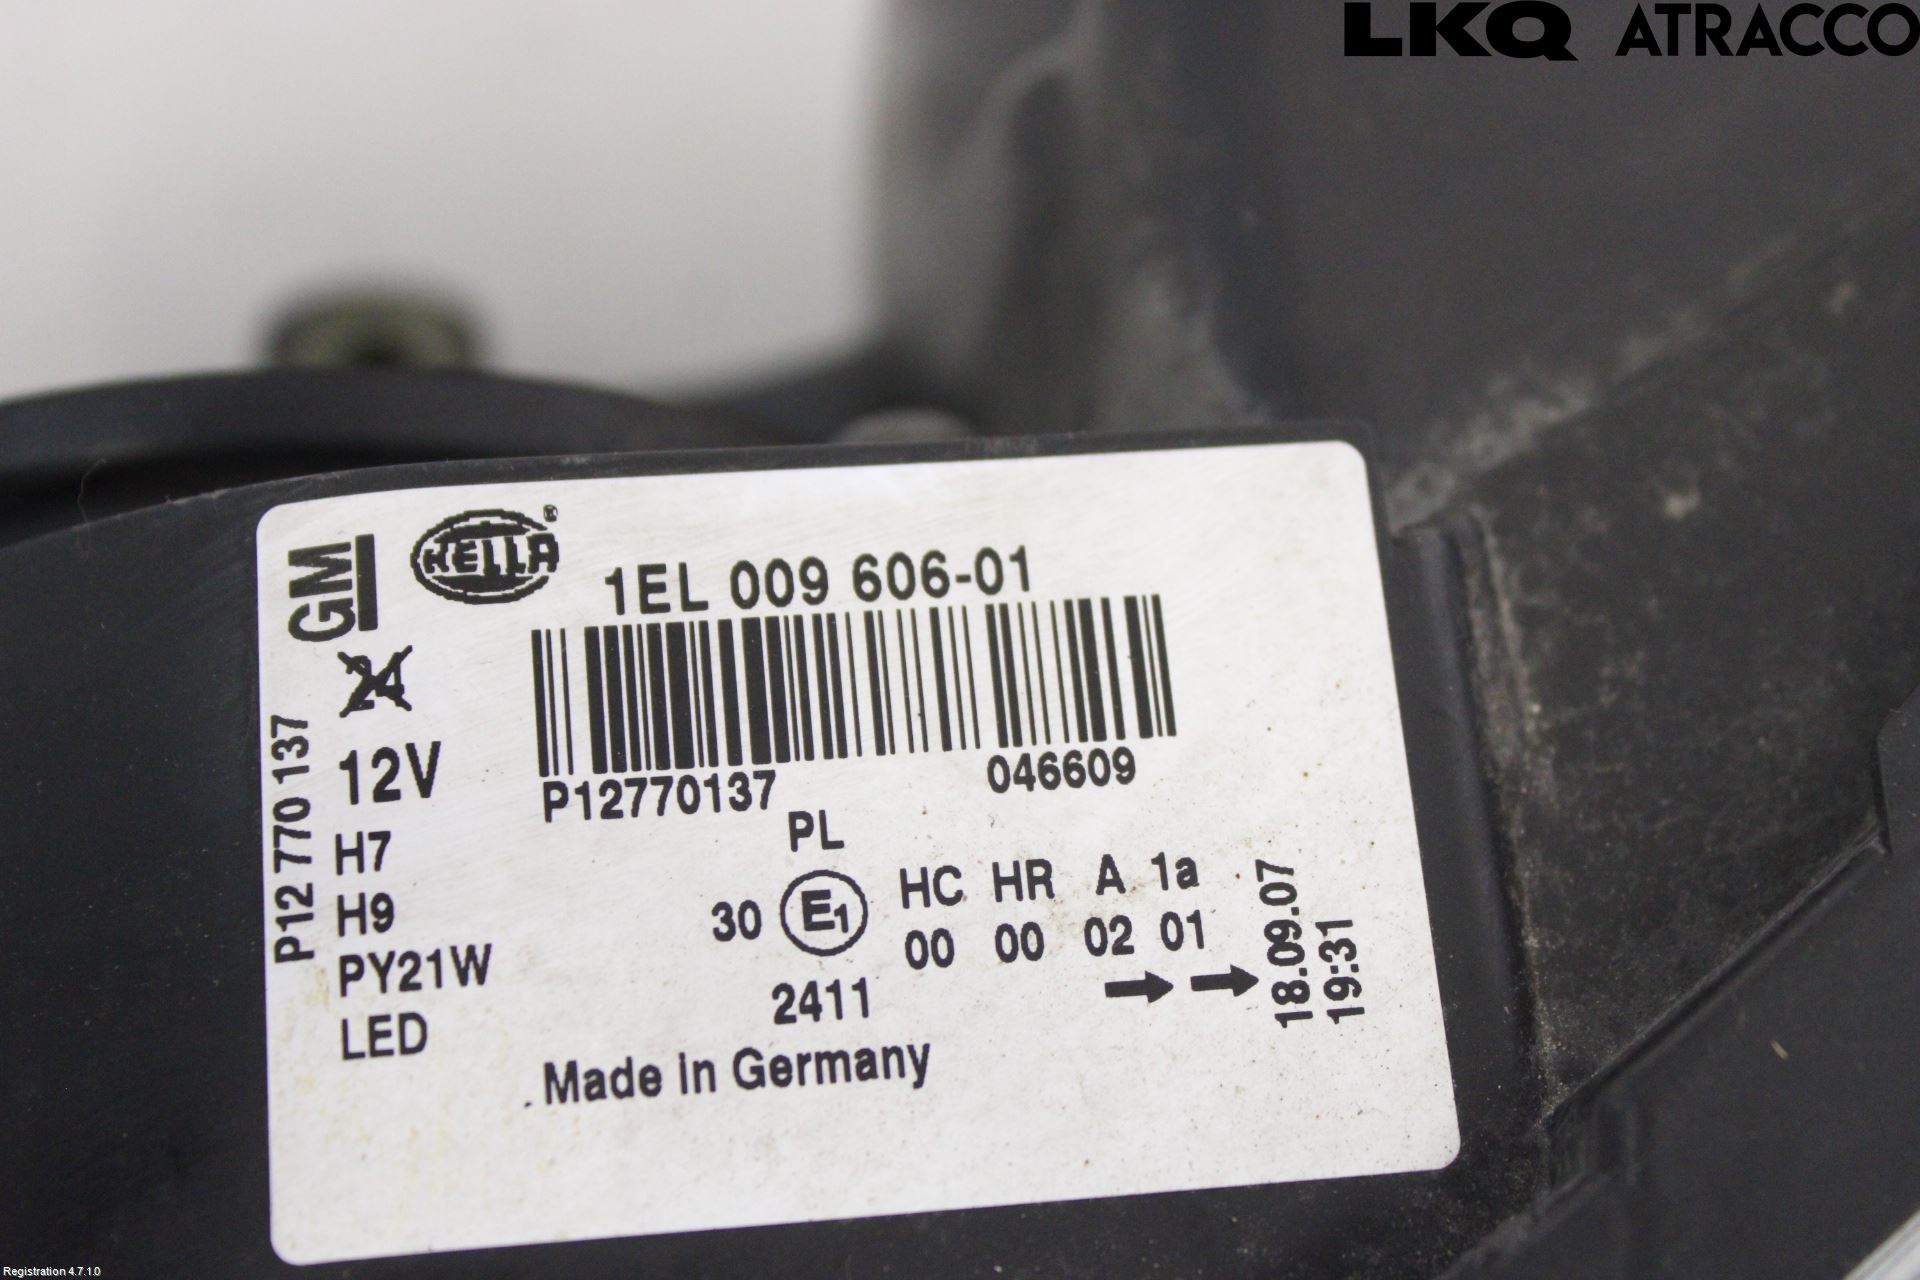 LKQ ATRACCO
GM
HELLA®
1EL 009 606-01
24
12V
P12770137
046609
P12 770 137
H7
H9
PY21W
LED
PL
30 E1 HC HR A 1a
00 00 02 01
2411
→ →
18.09.07
19:31
Made in Germany
Registration 4.7.1.0